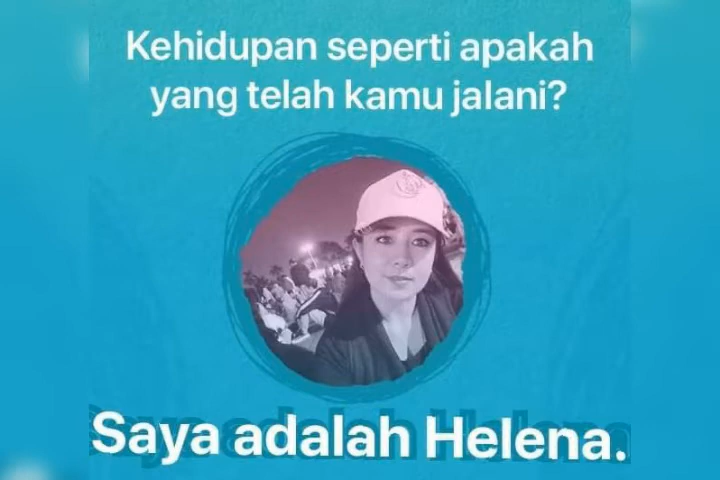 Kehidupan seperti apakah
yang telah kamu jalani?
Saya adalah Helena.